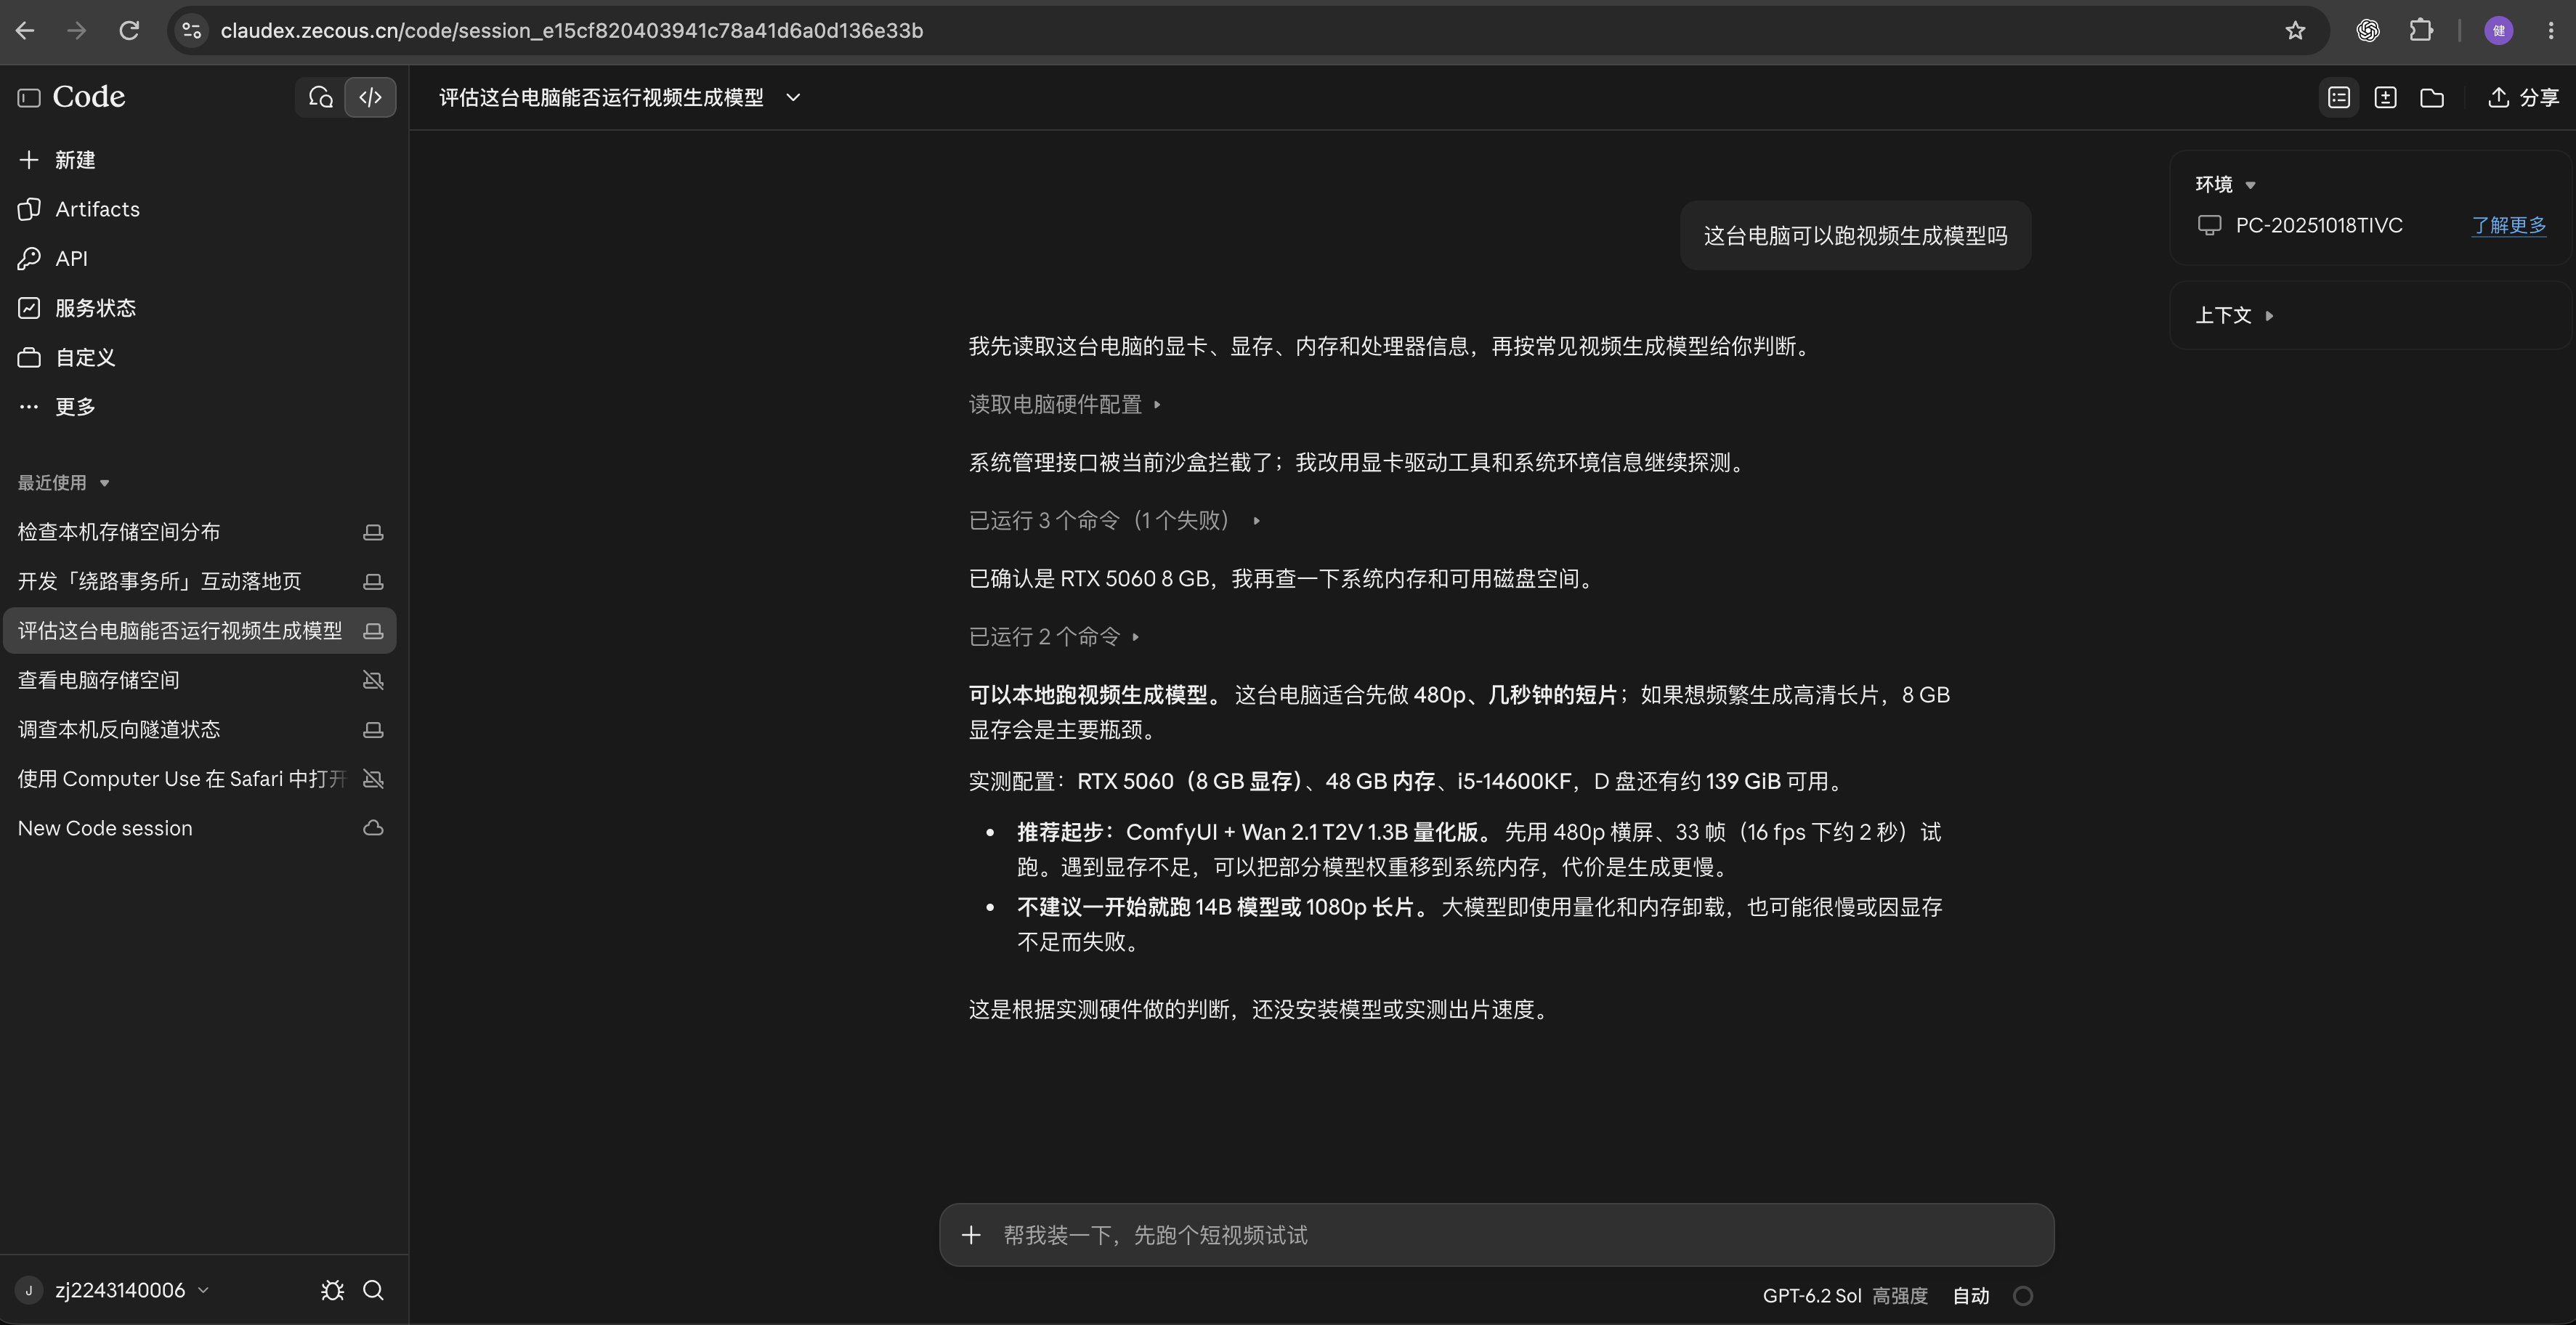 claudex.zecous.cn/code/session_e15cf820403941c78a41d6a0d136e33b
健
Code
新建
Artifacts
API
服务状态
自定义
更多
最近使用
检查本机存储空间分布
开发「绕路事务所」互动落地页
评估这台电脑能否运行视频生成模型
查看电脑存储空间
调查本机反向隧道状态
使用 Computer Use 在 Safari 中打开
New Code session
J
zj2243140006
评估这台电脑能否运行视频生成模型
分享
这台电脑可以跑视频生成模型吗
我先读取这台电脑的显卡、显存、内存和处理器信息，再按常见视频生成模型给你判断。
读取电脑硬件配置
系统管理接口被当前沙盒拦截了；我改用显卡驱动工具和系统环境信息继续探测。
已运行 3 个命令（1 个失败）
已确认是 RTX 5060 8 GB，我再查一下系统内存和可用磁盘空间。
已运行 2 个命令
可以本地跑视频生成模型。 这台电脑适合先做 480p、几秒钟的短片；如果想频繁生成高清长片，8 GB
显存会是主要瓶颈。
实测配置：RTX 5060（8 GB 显存）、48 GB 内存、i5-14600KF，D 盘还有约 139 GiB 可用。
• 推荐起步：ComfyUI + Wan 2.1 T2V 1.3B 量化版。 先用 480p 横屏、33 帧（16 fps 下约 2 秒）试
跑。遇到显存不足，可以把部分模型权重移到系统内存，代价是生成更慢。
• 不建议一开始就跑 14B 模型或 1080p 长片。 大模型即使用量化和内存卸载，也可能很慢或因显存
不足而失败。
这是根据实测硬件做的判断，还没安装模型或实测出片速度。
帮我装一下，先跑个短视频试试
GPT-6.2 Sol 高强度 自动
环境
PC-20251018TIVC 了解更多
上下文